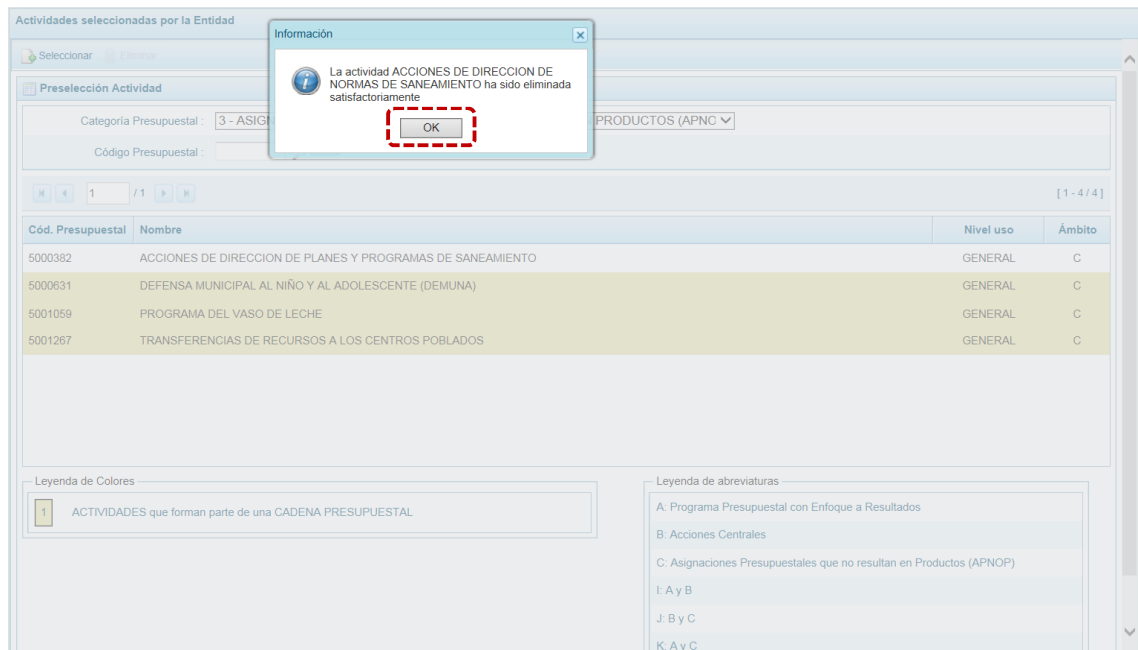 Actividades seleccionadas por la Entidad
Información
x
Seleccionar Eliminar
La actividad ACCIONES DE DIRECCION DE
NORMAS DE SANEAMIENTO ha sido eliminada
satisfactoriamente
OK
Preselección Actividad
Categoría Presupuestal : 3 - ASIG PRODUCTOS (APNO
Código Presupuestal :
1 / 1 [ 1 - 4 / 4 ]
Cód. Presupuestal Nombre Nivel uso Ámbito
5000382 ACCIONES DE DIRECCION DE PLANES Y PROGRAMAS DE SANEAMIENTO GENERAL C
5000631 DEFENSA MUNICIPAL AL NIÑO Y AL ADOLESCENTE (DEMUNA) GENERAL C
5001059 PROGRAMA DEL VASO DE LECHE GENERAL C
5001267 TRANSFERENCIAS DE RECURSOS A LOS CENTROS POBLADOS GENERAL C
Leyenda de Colores
1 ACTIVIDADES que forman parte de una CADENA PRESUPUESTAL
Leyenda de abreviaturas
A: Programa Presupuestal con Enfoque a Resultados
B: Acciones Centrales
C: Asignaciones Presupuestales que no resultan en Productos (APNOP)
I: A y B
J: B y C
K: A y C